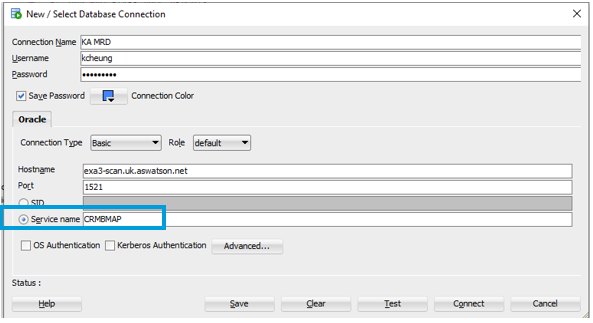 New / Select Database Connection
Connection Name KA MRD
Username kcheung
Password •••••••••
Save Password Connection Color
Oracle
Connection Type Basic Role default
Hostname exa3-scan.uk.aswatson.net
Port 1521
SID
Service name CRMBMAP
OS Authentication Kerberos Authentication Advanced...
Status :
Help Save Clear Test Connect Cancel